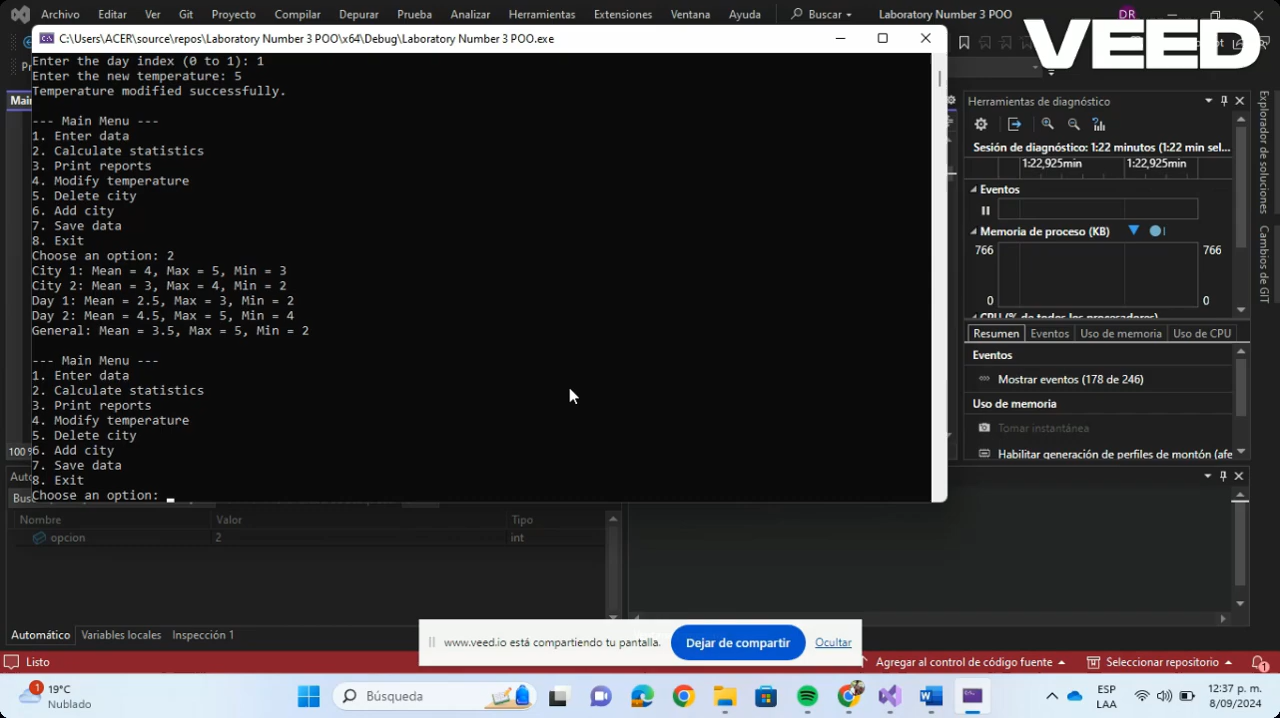 Archivo Editar Ver Git Proyecto Compilar Depurar Prueba Analizar Herramientas Extensiones Ventana Ayuda Buscar Laboratory Number 3 POO DR
VEED
C:\Users\ACER\source\repos\Laboratory Number 3 POO\x64\Debug\Laboratory Number 3 POO.exe
Enter the day index (0 to 1): 1
Enter the new temperature: 5
Temperature modified successfully.
--- Main Menu ---
1. Enter data
2. Calculate statistics
3. Print reports
4. Modify temperature
5. Delete city
6. Add city
7. Save data
8. Exit
Choose an option: 2
City 1: Mean = 4, Max = 5, Min = 3
City 2: Mean = 3, Max = 4, Min = 2
Day 1: Mean = 2.5, Max = 3, Min = 2
Day 2: Mean = 4.5, Max = 5, Min = 4
General: Mean = 3.5, Max = 5, Min = 2
--- Main Menu ---
1. Enter data
2. Calculate statistics
3. Print reports
4. Modify temperature
5. Delete city
6. Add city
7. Save data
8. Exit
Choose an option:
Herramientas de diagnóstico
Sesión de diagnóstico: 1:22 minutos (1:22 min sel...
1:22,925min 1:22,925min
Eventos
Memoria de proceso (KB)
766 766
0 0
CPU (% de todos los procesadores)
Resumen Eventos Uso de memoria Uso de CPU
Eventos
Mostrar eventos (178 de 246)
Uso de memoria
Tomar instantánea
Habilitar generación de perfiles de montón (afe
Explorador de soluciones
Cambios de GIT
Main
100 %
Nombre Valor Tipo
opcion 2 int
Automático Variables locales Inspección 1
www.veed.io está compartiendo tu pantalla. Dejar de compartir Ocultar
Listo Agregar al control de código fuente Seleccionar repositorio 1
1 19°C
Nublado
Búsqueda
ESP
LAA
12:37 p. m.
8/09/2024